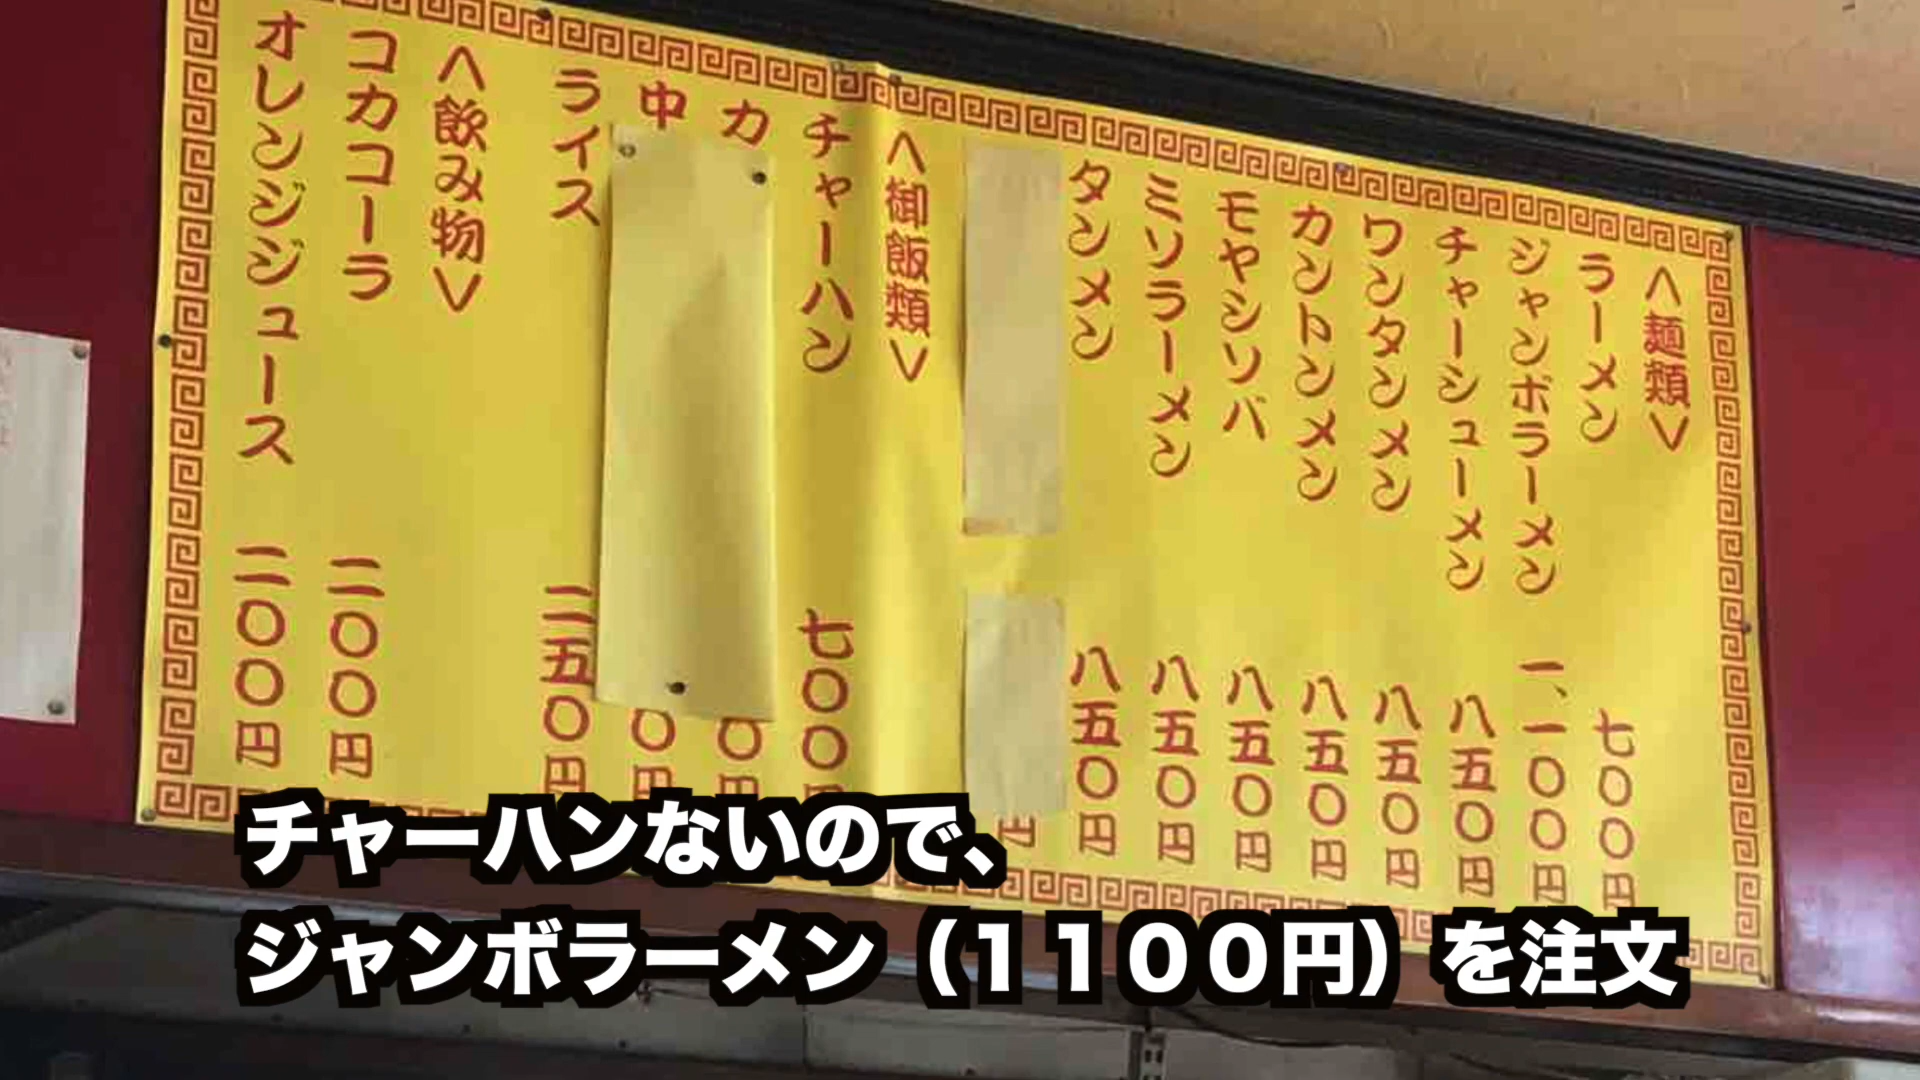 <麺類>
ラーメン 七〇〇円
ジャンボラーメン 一、一〇〇円
チャーシューメン 八五〇円
ワンタンメン 八五〇円
カントンメン 八五〇円
モヤシソバ 八五〇円
ミソラーメン 八五〇円
タンメン 八五〇円
円
<御飯類>
チャーハン 七〇〇円
カ 〇円
中 〇円
ライス 二五〇円
<飲み物>
コカコーラ 二〇〇円
オレンジジュース 二〇〇円
チャーハンないので、
ジャンボラーメン（１１００円）を注文